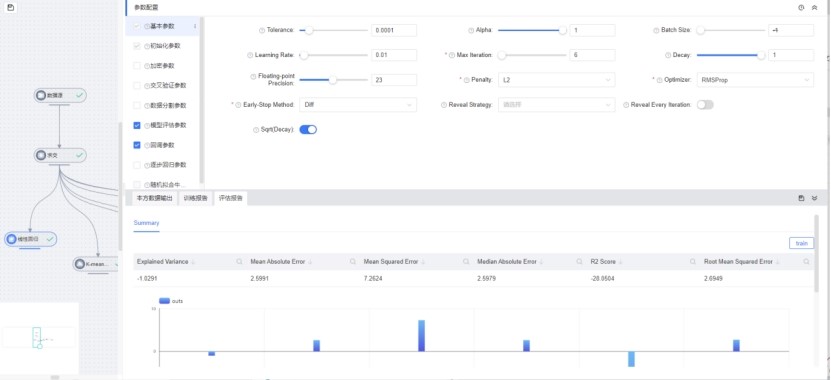 参数配置
基本参数
初始化参数
加密参数
交叉验证参数
数据分割参数
模型评估参数
回调参数
逐步回归参数
随机拟合牛...
Tolerance: 0.0001
Alpha 1
Batch Size: -1
Learning Rate: 0.01
* Max Iteration: 6
Decay: 1
Floating-point Precision: 23
* Penalty: L2
* Optimizer: RMSProp
* Early-Stop Method: Diff
Reveal Strategy: 请选择
Reveal Every Iteration:
Sqrt(Decay):
数据源
求交
线性回归
K-mean...
本方数据输出 训练报告 评估报告
Summary
train
Explained Variance Mean Absolute Error Mean Squared Error Median Absolute Error R2 Score Root Mean Squared Error
-1.0291 2.5991 7.2624 2.5979 -20.0504 2.6949
outs
10
0